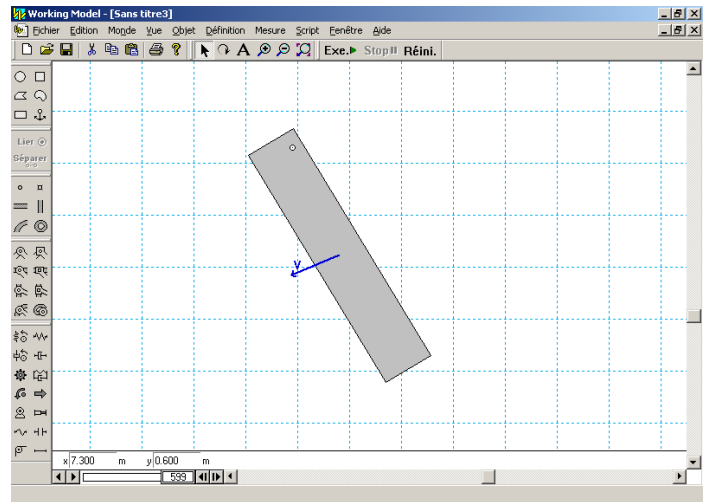 Working Model - [Sans titre3]
Fichier Edition Monde Vue Objet Définition Mesure Script Fenêtre Aide
A Exe. Stop Réini.
Lier
Séparer
V
x 7.300 m y 0.600 m
599